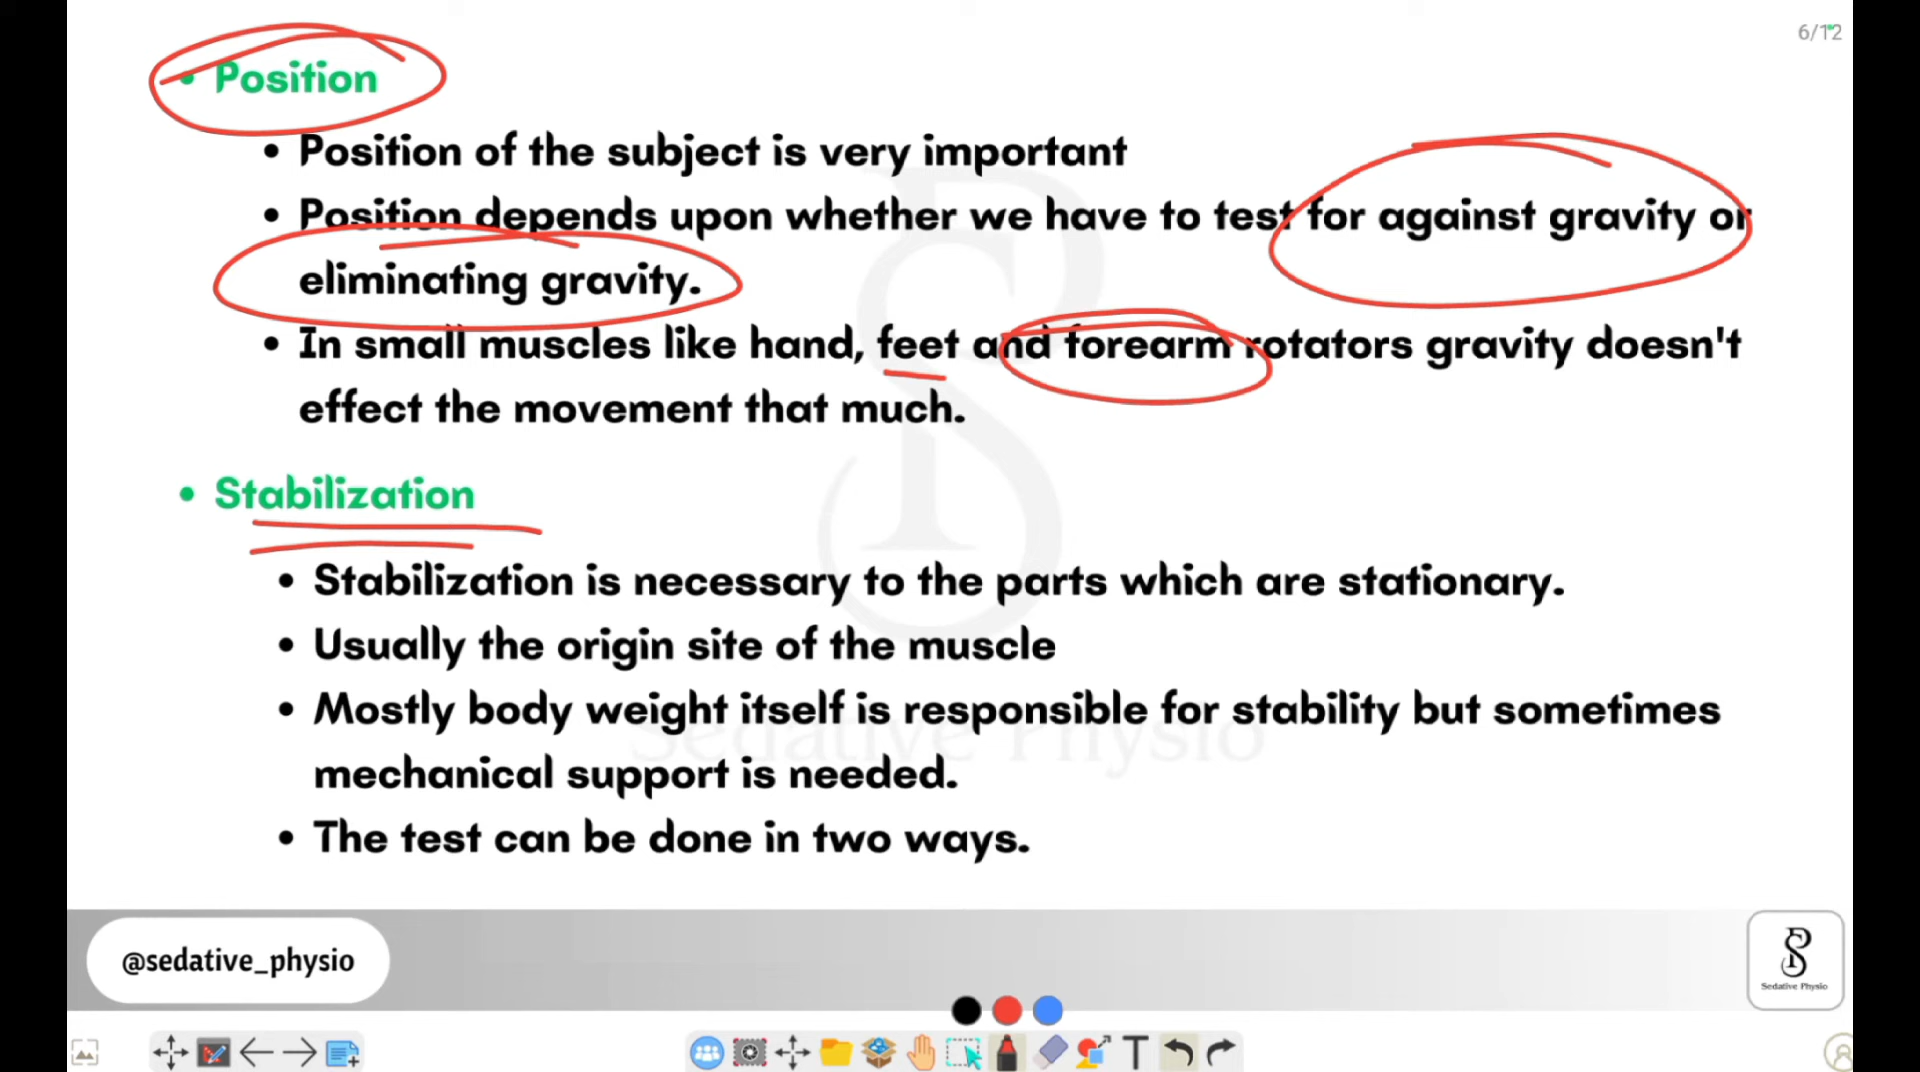 6/12
• Position
• Position of the subject is very important
• Position depends upon whether we have to test for against gravity or
eliminating gravity.
• In small muscles like hand, feet and forearm rotators gravity doesn't
effect the movement that much.
• Stabilization
• Stabilization is necessary to the parts which are stationary.
• Usually the origin site of the muscle
• Mostly body weight itself is responsible for stability but sometimes
mechanical support is needed.
• The test can be done in two ways.
Sedative Physio
@sedative_physio
Sedative Physio